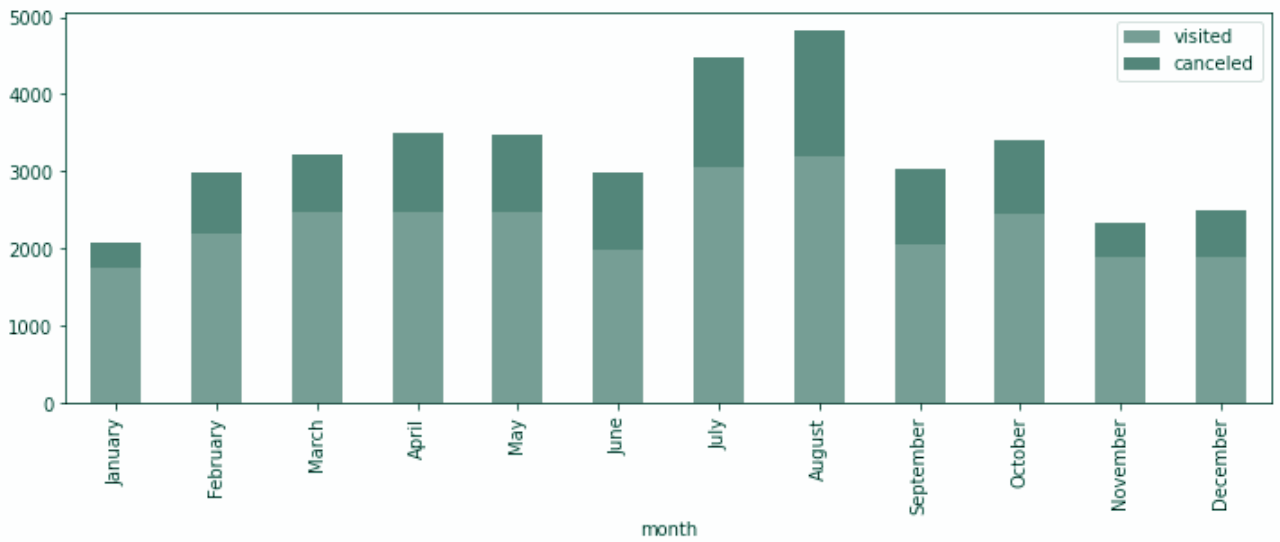 5000
4000
3000
2000
1000
0
visited
canceled
January
February
March
April
May
June
July
August
September
October
November
December
month